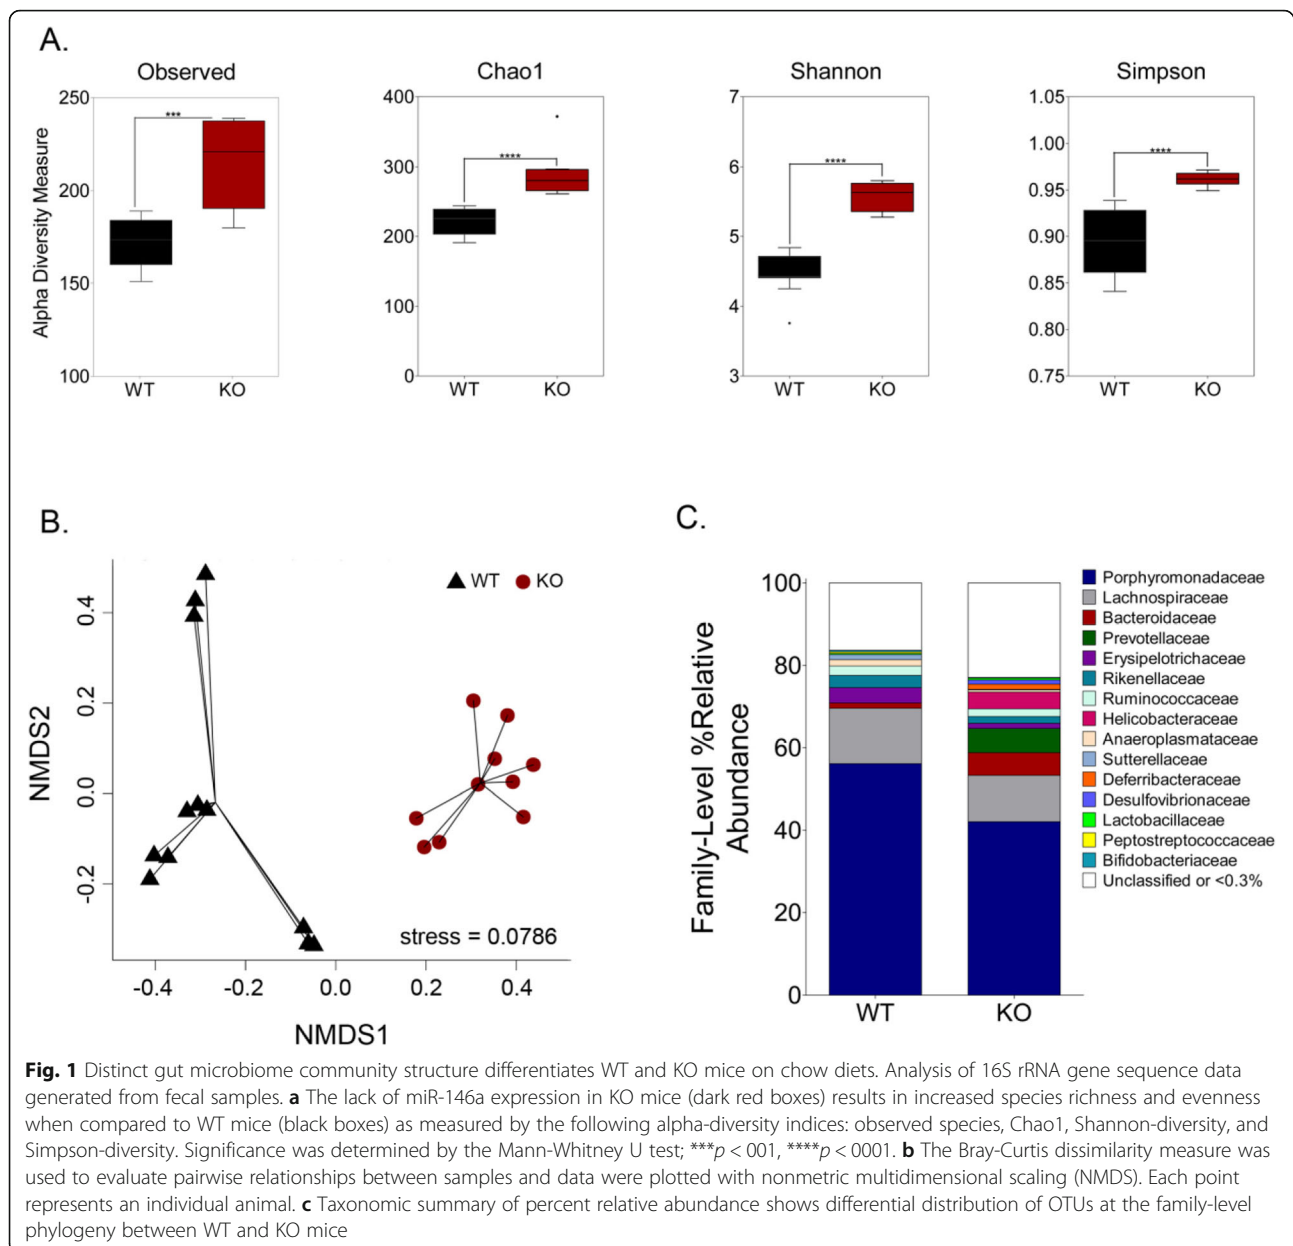 A.
Observed
Chao1
Shannon
Simpson
Alpha Diversity Measure
250
200
150
100
***
WT
KO
400
300
200
100
0
****
WT
KO
7
6
5
4
3
****
WT
KO
1.05
1.00
0.95
0.90
0.85
0.80
0.75
****
WT
KO
B.
NMDS2
0.4
0.2
0.0
-0.2
WT
KO
stress = 0.0786
-0.4
-0.2
0.0
0.2
0.4
NMDS1
C.
Family-Level %Relative
Abundance
100
80
60
40
20
0
WT
KO
Porphyromonadaceae
Lachnospiraceae
Bacteroidaceae
Prevotellaceae
Erysipelotrichaceae
Rikenellaceae
Ruminococcaceae
Helicobacteraceae
Anaeroplasmataceae
Sutterellaceae
Deferribacteraceae
Desulfovibrionaceae
Lactobacillaceae
Peptostreptococcaceae
Bifidobacteriaceae
Unclassified or <0.3%
Fig. 1 Distinct gut microbiome community structure differentiates WT and KO mice on chow diets. Analysis of 16S rRNA gene sequence data
generated from fecal samples. a The lack of miR-146a expression in KO mice (dark red boxes) results in increased species richness and evenness
when compared to WT mice (black boxes) as measured by the following alpha-diversity indices: observed species, Chao1, Shannon-diversity, and
Simpson-diversity. Significance was determined by the Mann-Whitney U test; ***p < 001, ****p < 0001. b The Bray-Curtis dissimilarity measure was
used to evaluate pairwise relationships between samples and data were plotted with nonmetric multidimensional scaling (NMDS). Each point
represents an individual animal. c Taxonomic summary of percent relative abundance shows differential distribution of OTUs at the family-level
phylogeny between WT and KO mice